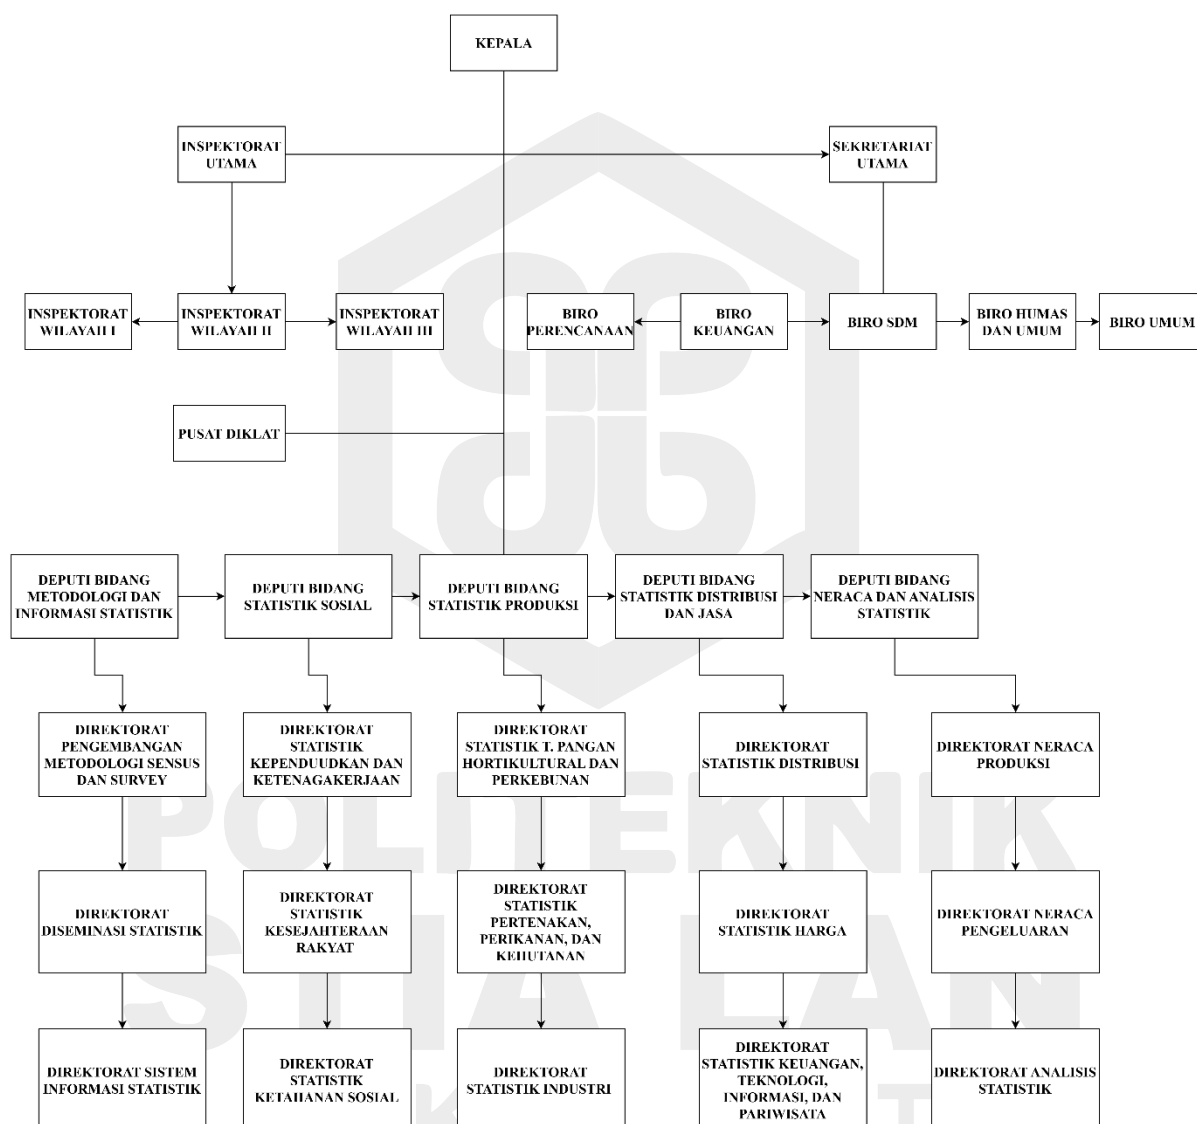 KEPALA
INSPEKTORAT
UTAMA
SEKRETARIAT
UTAMA
INSPEKTORAT
WILAYAH I
INSPEKTORAT
WILAYAH II
INSPEKTORAT
WILAYAH III
BIRO
PERENCANAAN
BIRO
KEUANGAN
BIRO SDM
BIRO HUMAS
DAN UMUM
BIRO UMUM
PUSAT DIKLAT
DEPUTI BIDANG
METODOLOGI DAN
INFORMASI STATISTIK
DEPUTI BIDANG
STATISTIK SOSIAL
DEPUTI BIDANG
STATISTIK PRODUKSI
DEPUTI BIDANG
STATISTIK DISTRIBUSI
DAN JASA
DEPUTI BIDANG
NERACA DAN ANALISIS
STATISTIK
DIREKTORAT
PENGEMBANGAN
METODOLOGI SENSUS
DAN SURVEY
DIREKTORAT
STATISTIK
KEPENDUUDKAN DAN
KETENAGAKERJAAN
DIREKTORAT
STATISTIK T. PANGAN
HORTIKULTURAL DAN
PERKEBUNAN
DIREKTORAT
STATISTIK DISTRIBUSI
DIREKTORAT NERACA
PRODUKSI
DIREKTORAT
DISEMINASI STATISTIK
DIREKTORAT
STATISTIK
KESEJAHTERAAN
RAKYAT
DIREKTORAT
STATISTIK
PERTENAKAN,
PERIKANAN, DAN
KEHUTANAN
DIREKTORAT
STATISTIK HARGA
DIREKTORAT NERACA
PENGELUARAN
DIREKTORAT SISTEM
INFORMASI STATISTIK
DIREKTORAT
STATISTIK
KETAHANAN SOSIAL
DIREKTORAT
STATISTIK INDUSTRI
DIREKTORAT
STATISTIK KEUANGAN,
TEKNOLOGI,
INFORMASI, DAN
PARIWISATA
DIREKTORAT ANALISIS
STATISTIK
POLITEKNIK
STIA LAN